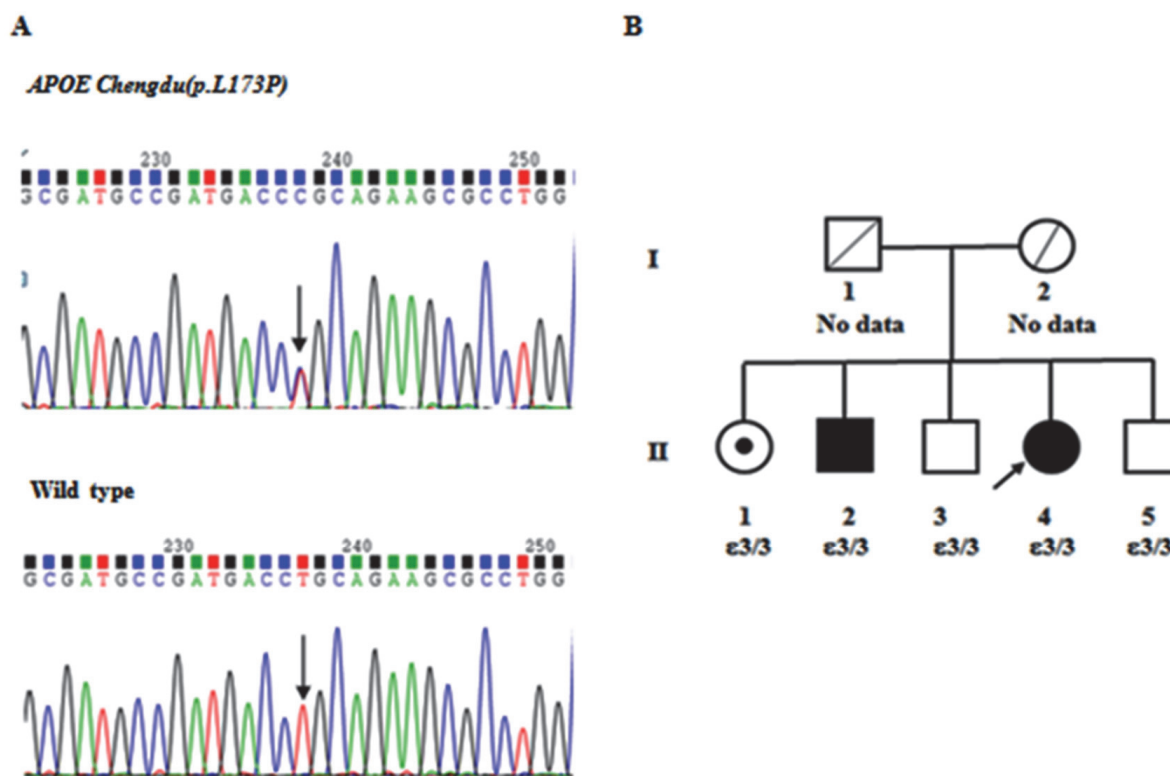 A
APOE Chengdu(p.L173P)
230 240 250
GCGATGCCGATGACCCGCAGAAGCGCCTGG
Wild type
230 240 250
GCGATGCCGATGACCTGCAGAAGCGCCTGG
B
I
1 2
No data No data
II
1 2 3 4 5
ε3/3 ε3/3 ε3/3 ε3/3 ε3/3